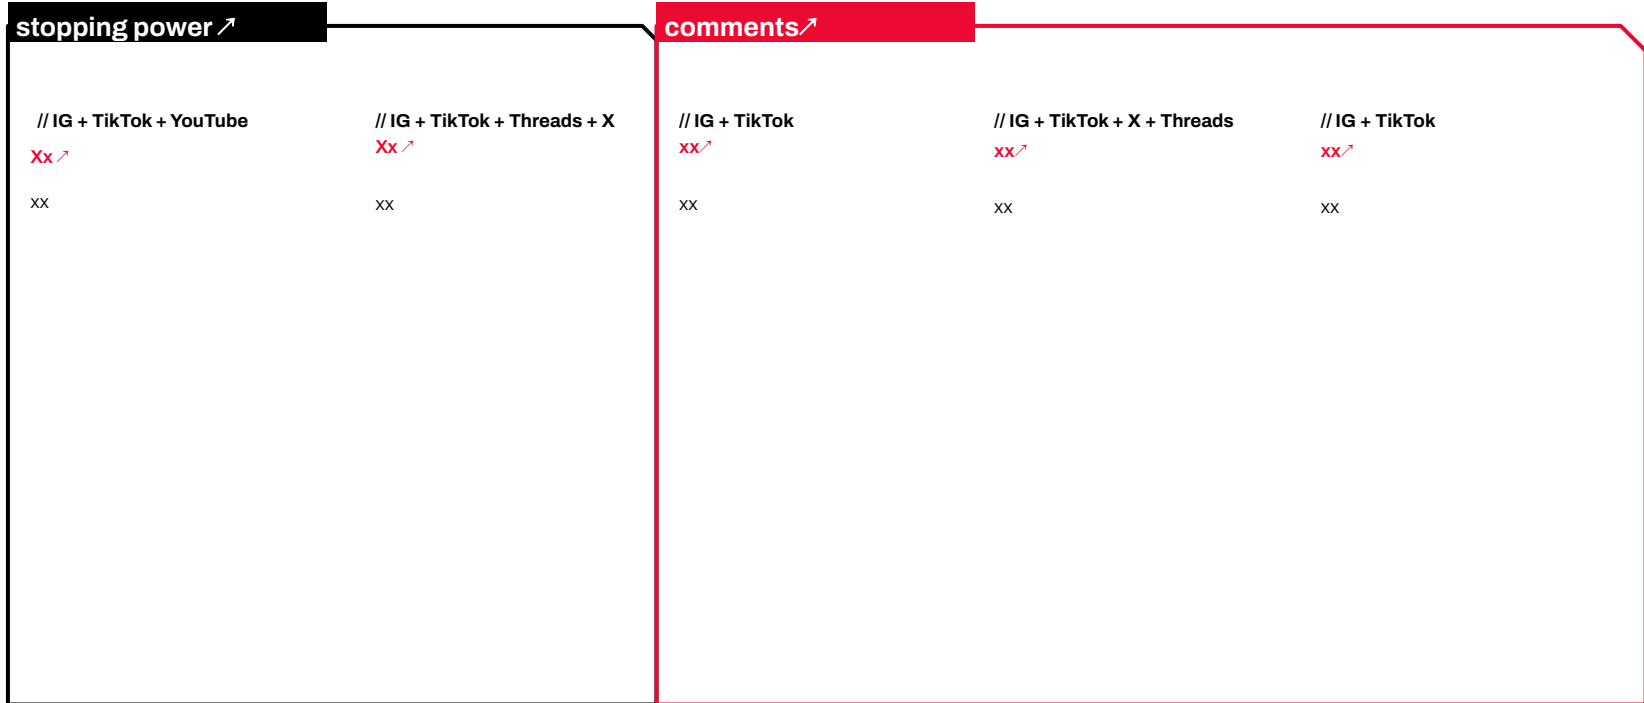 stopping power ↗
// IG + TikTok + YouTube
Xx ↗
xx
// IG + TikTok + Threads + X
Xx ↗
xx
comments↗
// IG + TikTok
xx↗
xx
// IG + TikTok + X + Threads
xx↗
xx
// IG + TikTok
xx↗
xx